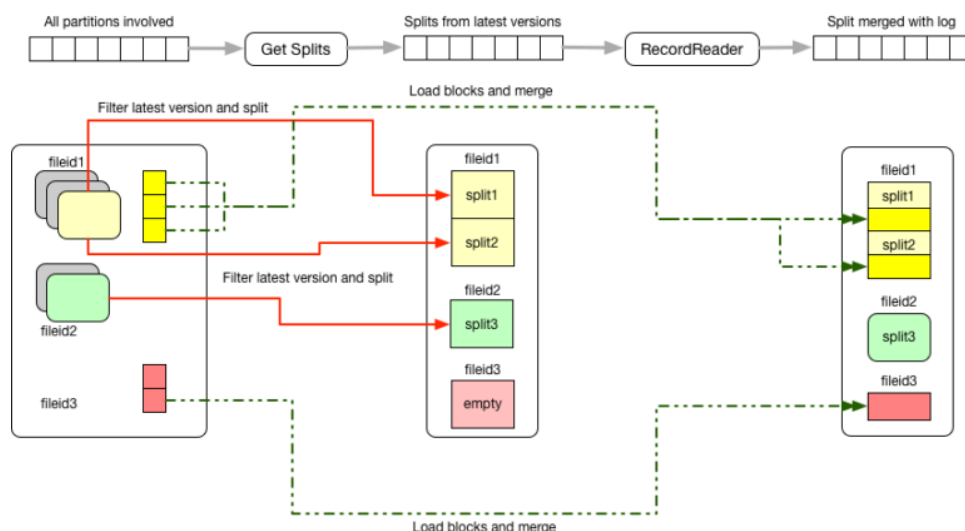 All partitions involved
Get Splits
Splits from latest versions
RecordReader
Split merged with log
Load blocks and merge
Filter latest version and split
fileid1
fileid2
fileid3
Filter latest version and split
fileid1
split1
split2
fileid2
split3
fileid3
empty
fileid1
split1
split2
fileid2
split3
fileid3
Load blocks and merge